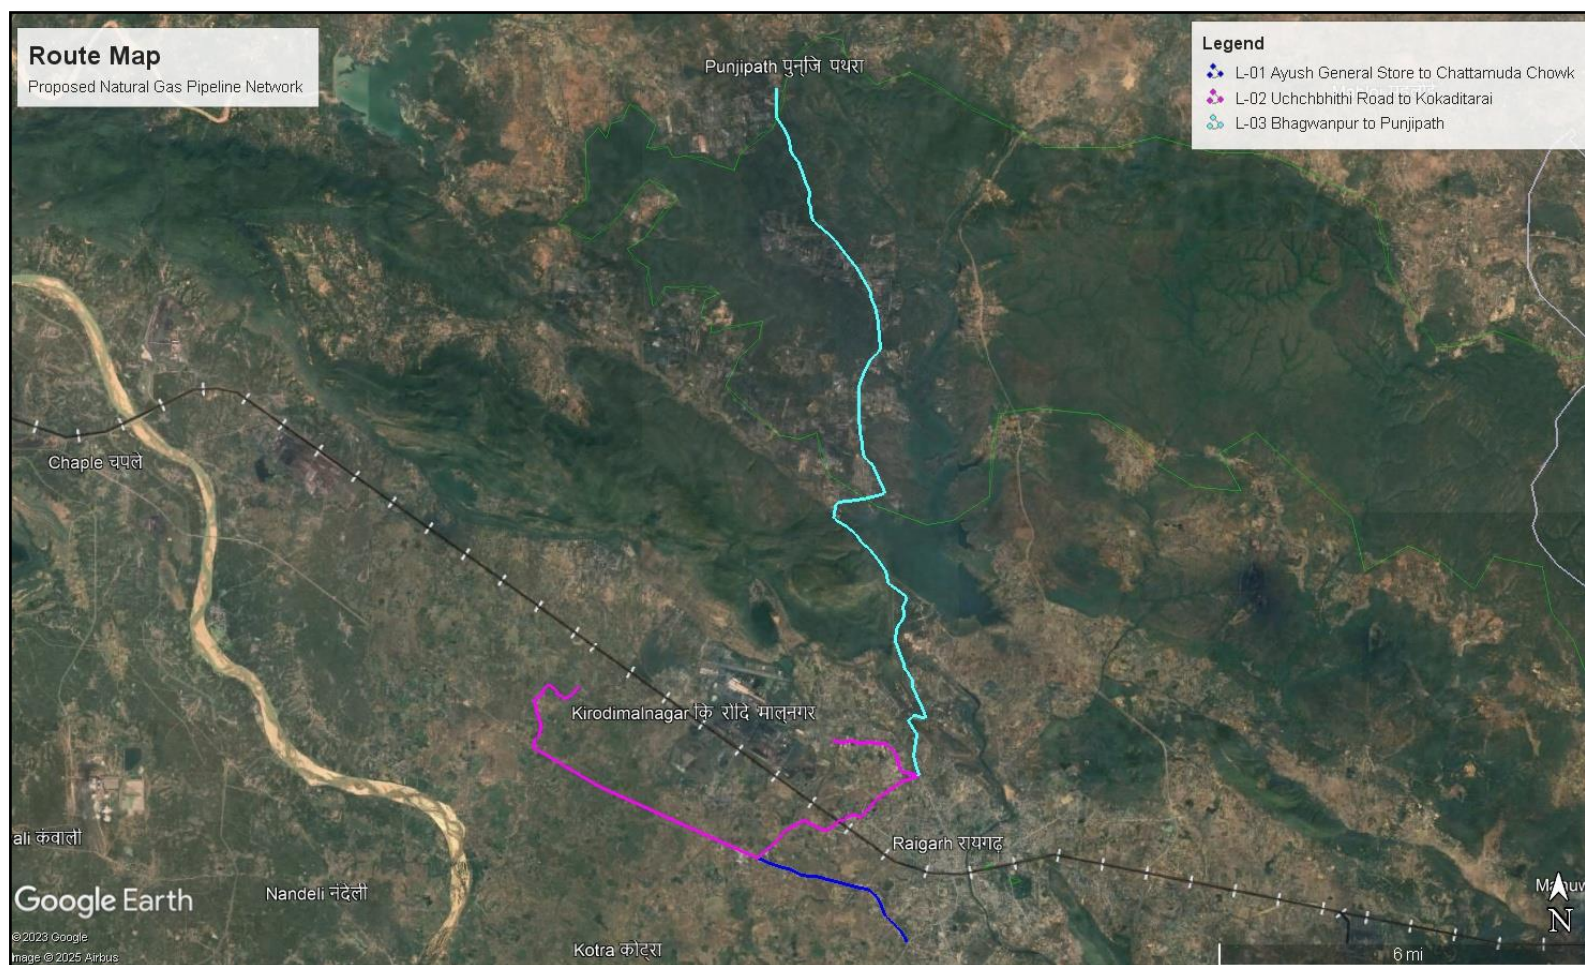 Route Map
Proposed Natural Gas Pipeline Network
Legend
L-01 Ayush General Store to Chattamuda Chowk
L-02 Uchchbhithi Road to Kokaditarai
L-03 Bhagwanpur to Punjipath
Punjipath पुन्जि पथरा
Chaple चपले
Kirodimalnagar कि रोदि मालनगर
ali कंवाली
Raigarh रायगढ़
Nandeli नंदेली
Google Earth
Kotra कोट्रा
N
© 2023 Google
Image © 2025 Airbus
6 mi